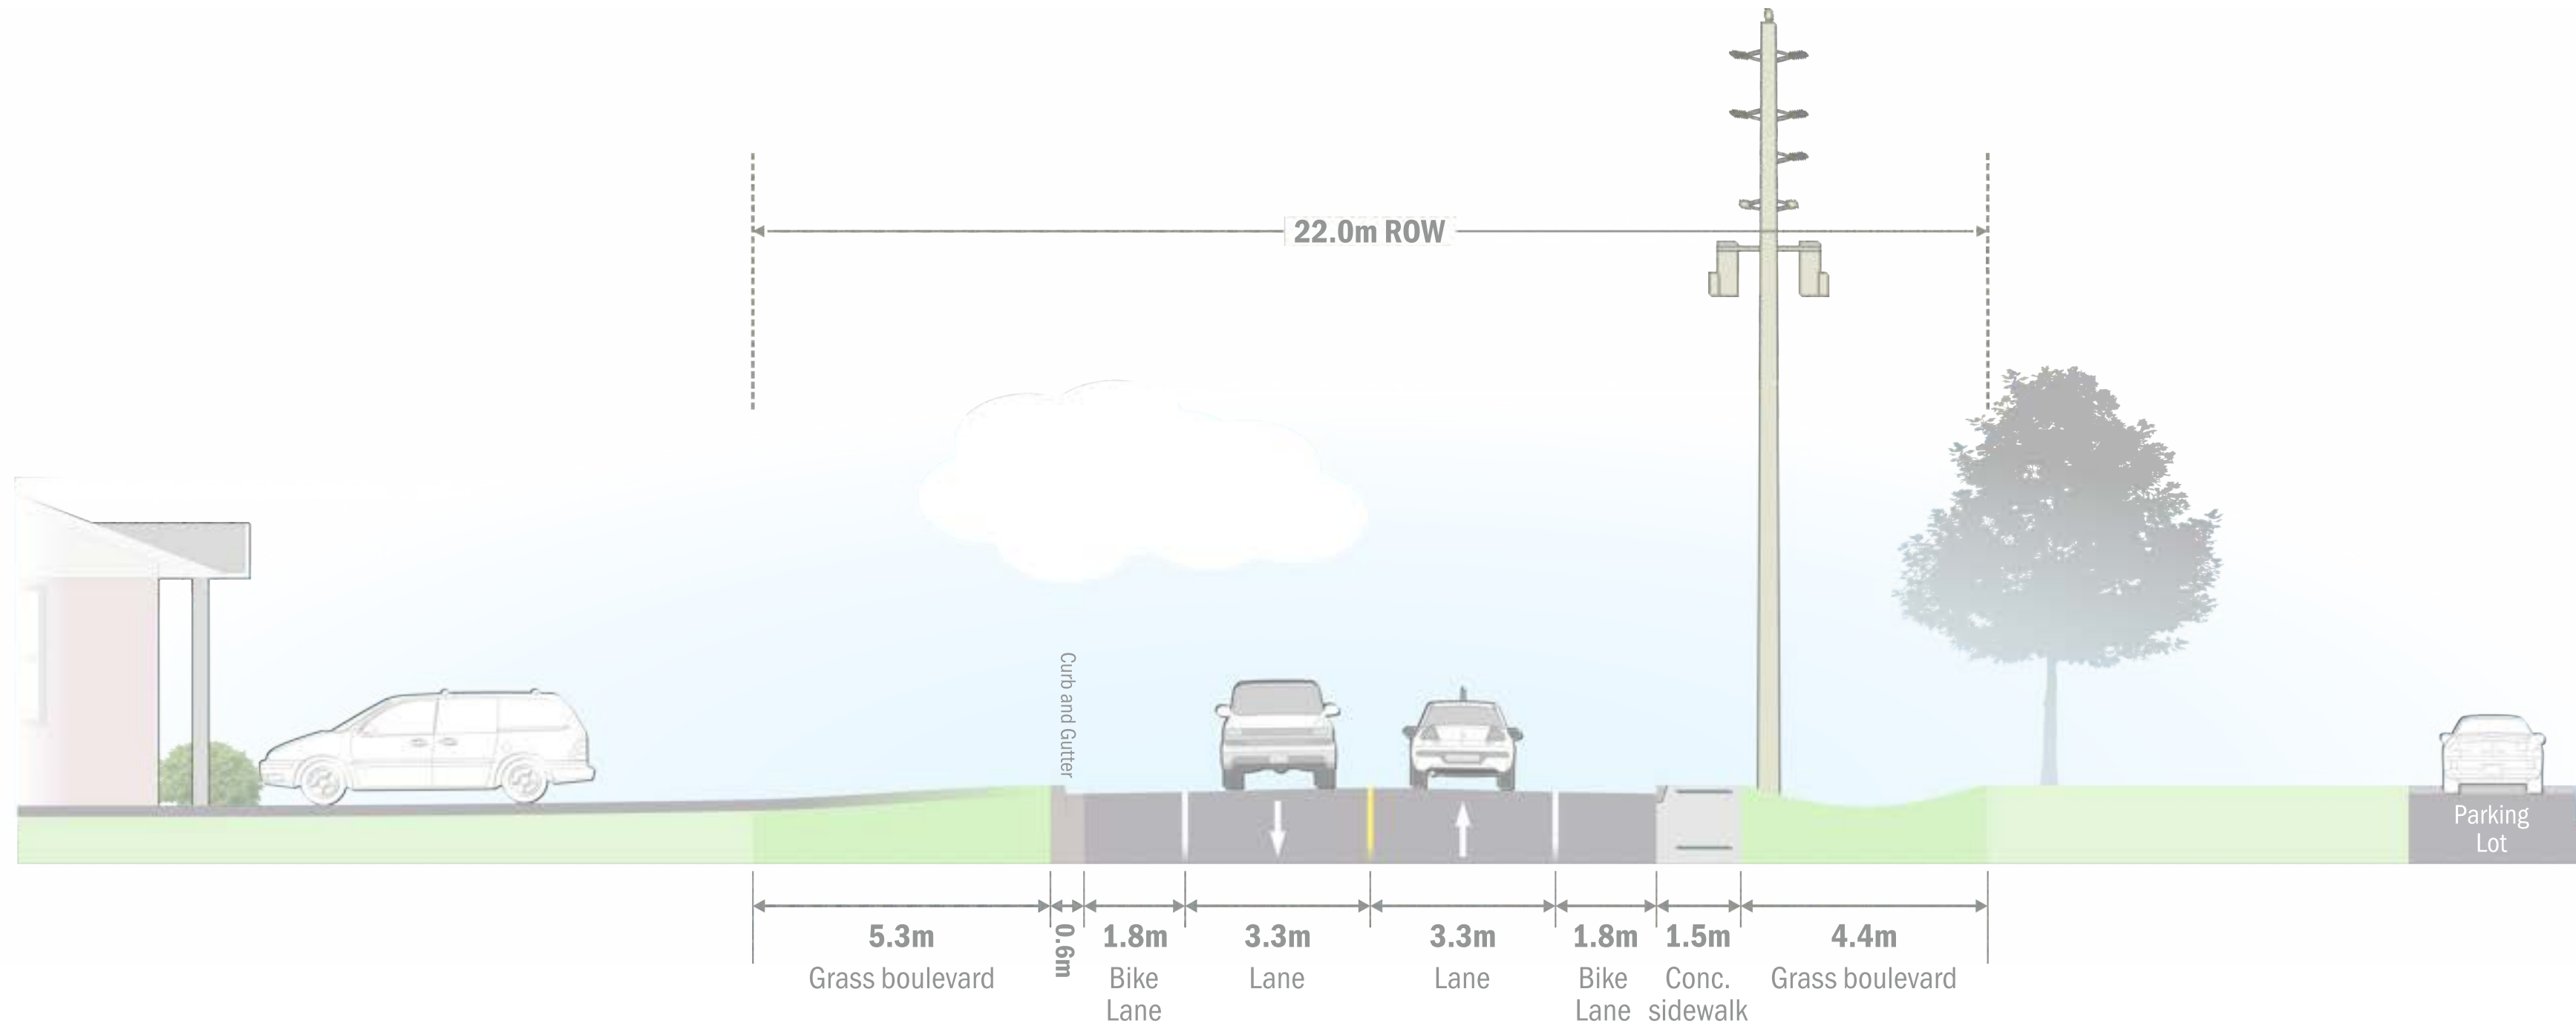 22.0m ROW
Curb and Gutter
Parking
Lot
5.3m
Grass boulevard
0.6m
1.8m
Bike
Lane
3.3m
Lane
3.3m
Lane
1.8m
Bike
Lane
1.5m
Conc.
sidewalk
4.4m
Grass boulevard